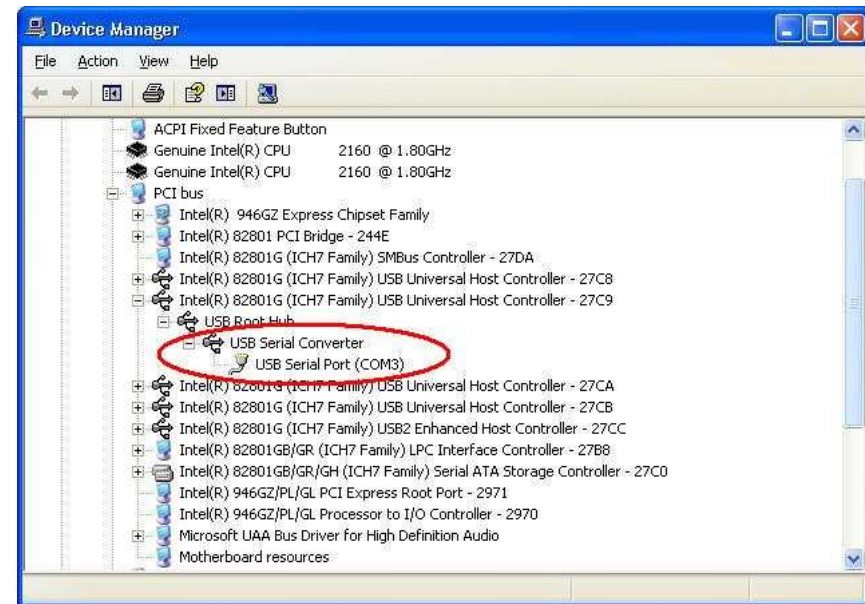 Device Manager
File Action View Help
ACPI Fixed Feature Button
Genuine Intel(R) CPU 2160 @ 1.80GHz
Genuine Intel(R) CPU 2160 @ 1.80GHz
PCI bus
Intel(R) 946GZ Express Chipset Family
Intel(R) 82801 PCI Bridge - 244E
Intel(R) 82801G (ICH7 Family) SMBus Controller - 27DA
Intel(R) 82801G (ICH7 Family) USB Universal Host Controller - 27C8
Intel(R) 82801G (ICH7 Family) USB Universal Host Controller - 27C9
USB Root Hub
USB Serial Converter
USB Serial Port (COM3)
Intel(R) 82801G (ICH7 Family) USB Universal Host Controller - 27CA
Intel(R) 82801G (ICH7 Family) USB Universal Host Controller - 27CB
Intel(R) 82801G (ICH7 Family) USB2 Enhanced Host Controller - 27CC
Intel(R) 82801GB/GR (ICH7 Family) LPC Interface Controller - 27B8
Intel(R) 82801GB/GR/GH (ICH7 Family) Serial ATA Storage Controller - 27C0
Intel(R) 946GZ/PL/GL PCI Express Root Port - 2971
Intel(R) 946GZ/PL/GL Processor to I/O Controller - 2970
Microsoft UAA Bus Driver for High Definition Audio
Motherboard resources